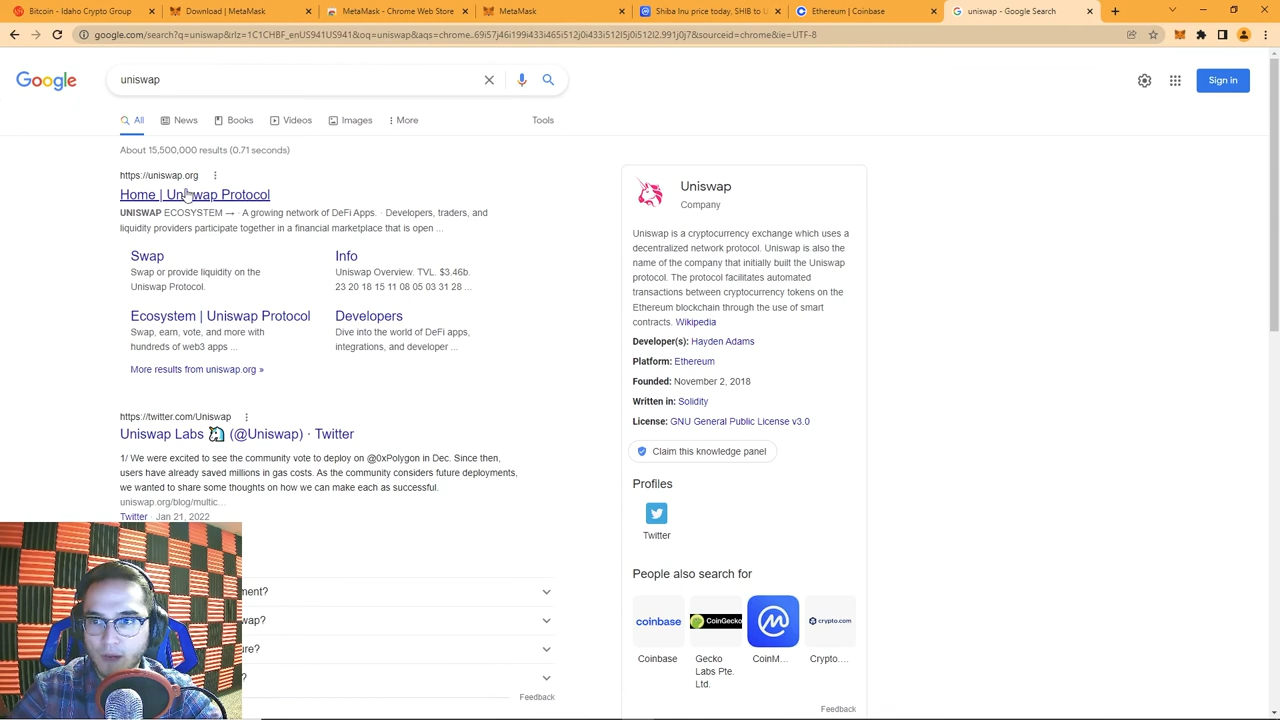 Bitcoin - Idaho Crypto Group
Download | MetaMask
MetaMask - Chrome Web Store
MetaMask
Shiba Inu price today, SHIB to U
Ethereum | Coinbase
uniswap - Google Search
google.com/search?q=uniswap&rlz=1C1CHBF_enUS941US941&oq=uniswap&aqs=chrome..69i57j46i199i433i465i512j0i433i512l5j0i512l2.991j0j7&sourceid=chrome&ie=UTF-8
Google
uniswap
Sign in
All
News
Books
Videos
Images
More
Tools
About 15,500,000 results (0.71 seconds)
https://uniswap.org
Home | Uniswap Protocol
UNISWAP ECOSYSTEM → · A growing network of DeFi Apps. · Developers, traders, and
liquidity providers participate together in a financial marketplace that is open ...
Swap
Swap or provide liquidity on the
Uniswap Protocol.
Info
Uniswap Overview. TVL. $3.46b.
23 20 18 15 11 08 05 03 31 28 ...
Ecosystem | Uniswap Protocol
Swap, earn, vote, and more with
hundreds of web3 apps ...
Developers
Dive into the world of DeFi apps,
integrations, and developer ...
More results from uniswap.org »
https://twitter.com/Uniswap
Uniswap Labs 🦄 (@Uniswap) · Twitter
1/ We were excited to see the community vote to deploy on @0xPolygon in Dec. Since then,
users have already saved millions in gas costs. As the community considers future deployments,
we wanted to share some thoughts on how we can make each as successful.
uniswap.org/blog/multic...
Twitter · Jan 21, 2022
ment?
wap?
ure?
?
Feedback
Uniswap
Company
Uniswap is a cryptocurrency exchange which uses a
decentralized network protocol. Uniswap is also the
name of the company that initially built the Uniswap
protocol. The protocol facilitates automated
transactions between cryptocurrency tokens on the
Ethereum blockchain through the use of smart
contracts. Wikipedia
Developer(s): Hayden Adams
Platform: Ethereum
Founded: November 2, 2018
Written in: Solidity
License: GNU General Public License v3.0
Claim this knowledge panel
Profiles
Twitter
People also search for
coinbase
CoinGecko
crypto.com
Coinbase
Gecko
Labs Pte.
Ltd.
CoinM...
Crypto....
Feedback